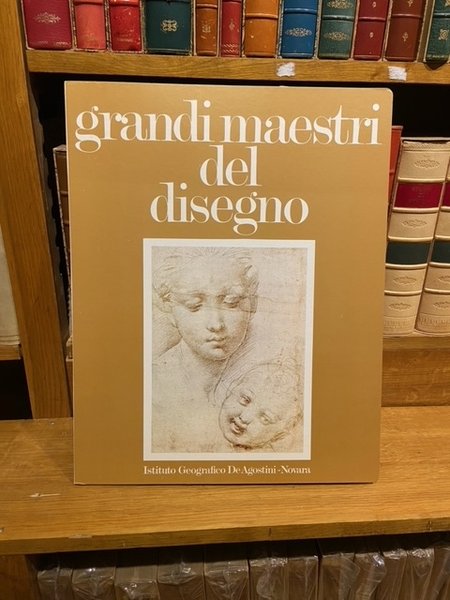 grandi maestri
del
disegno
Istituto Geografico De Agostini-Novara